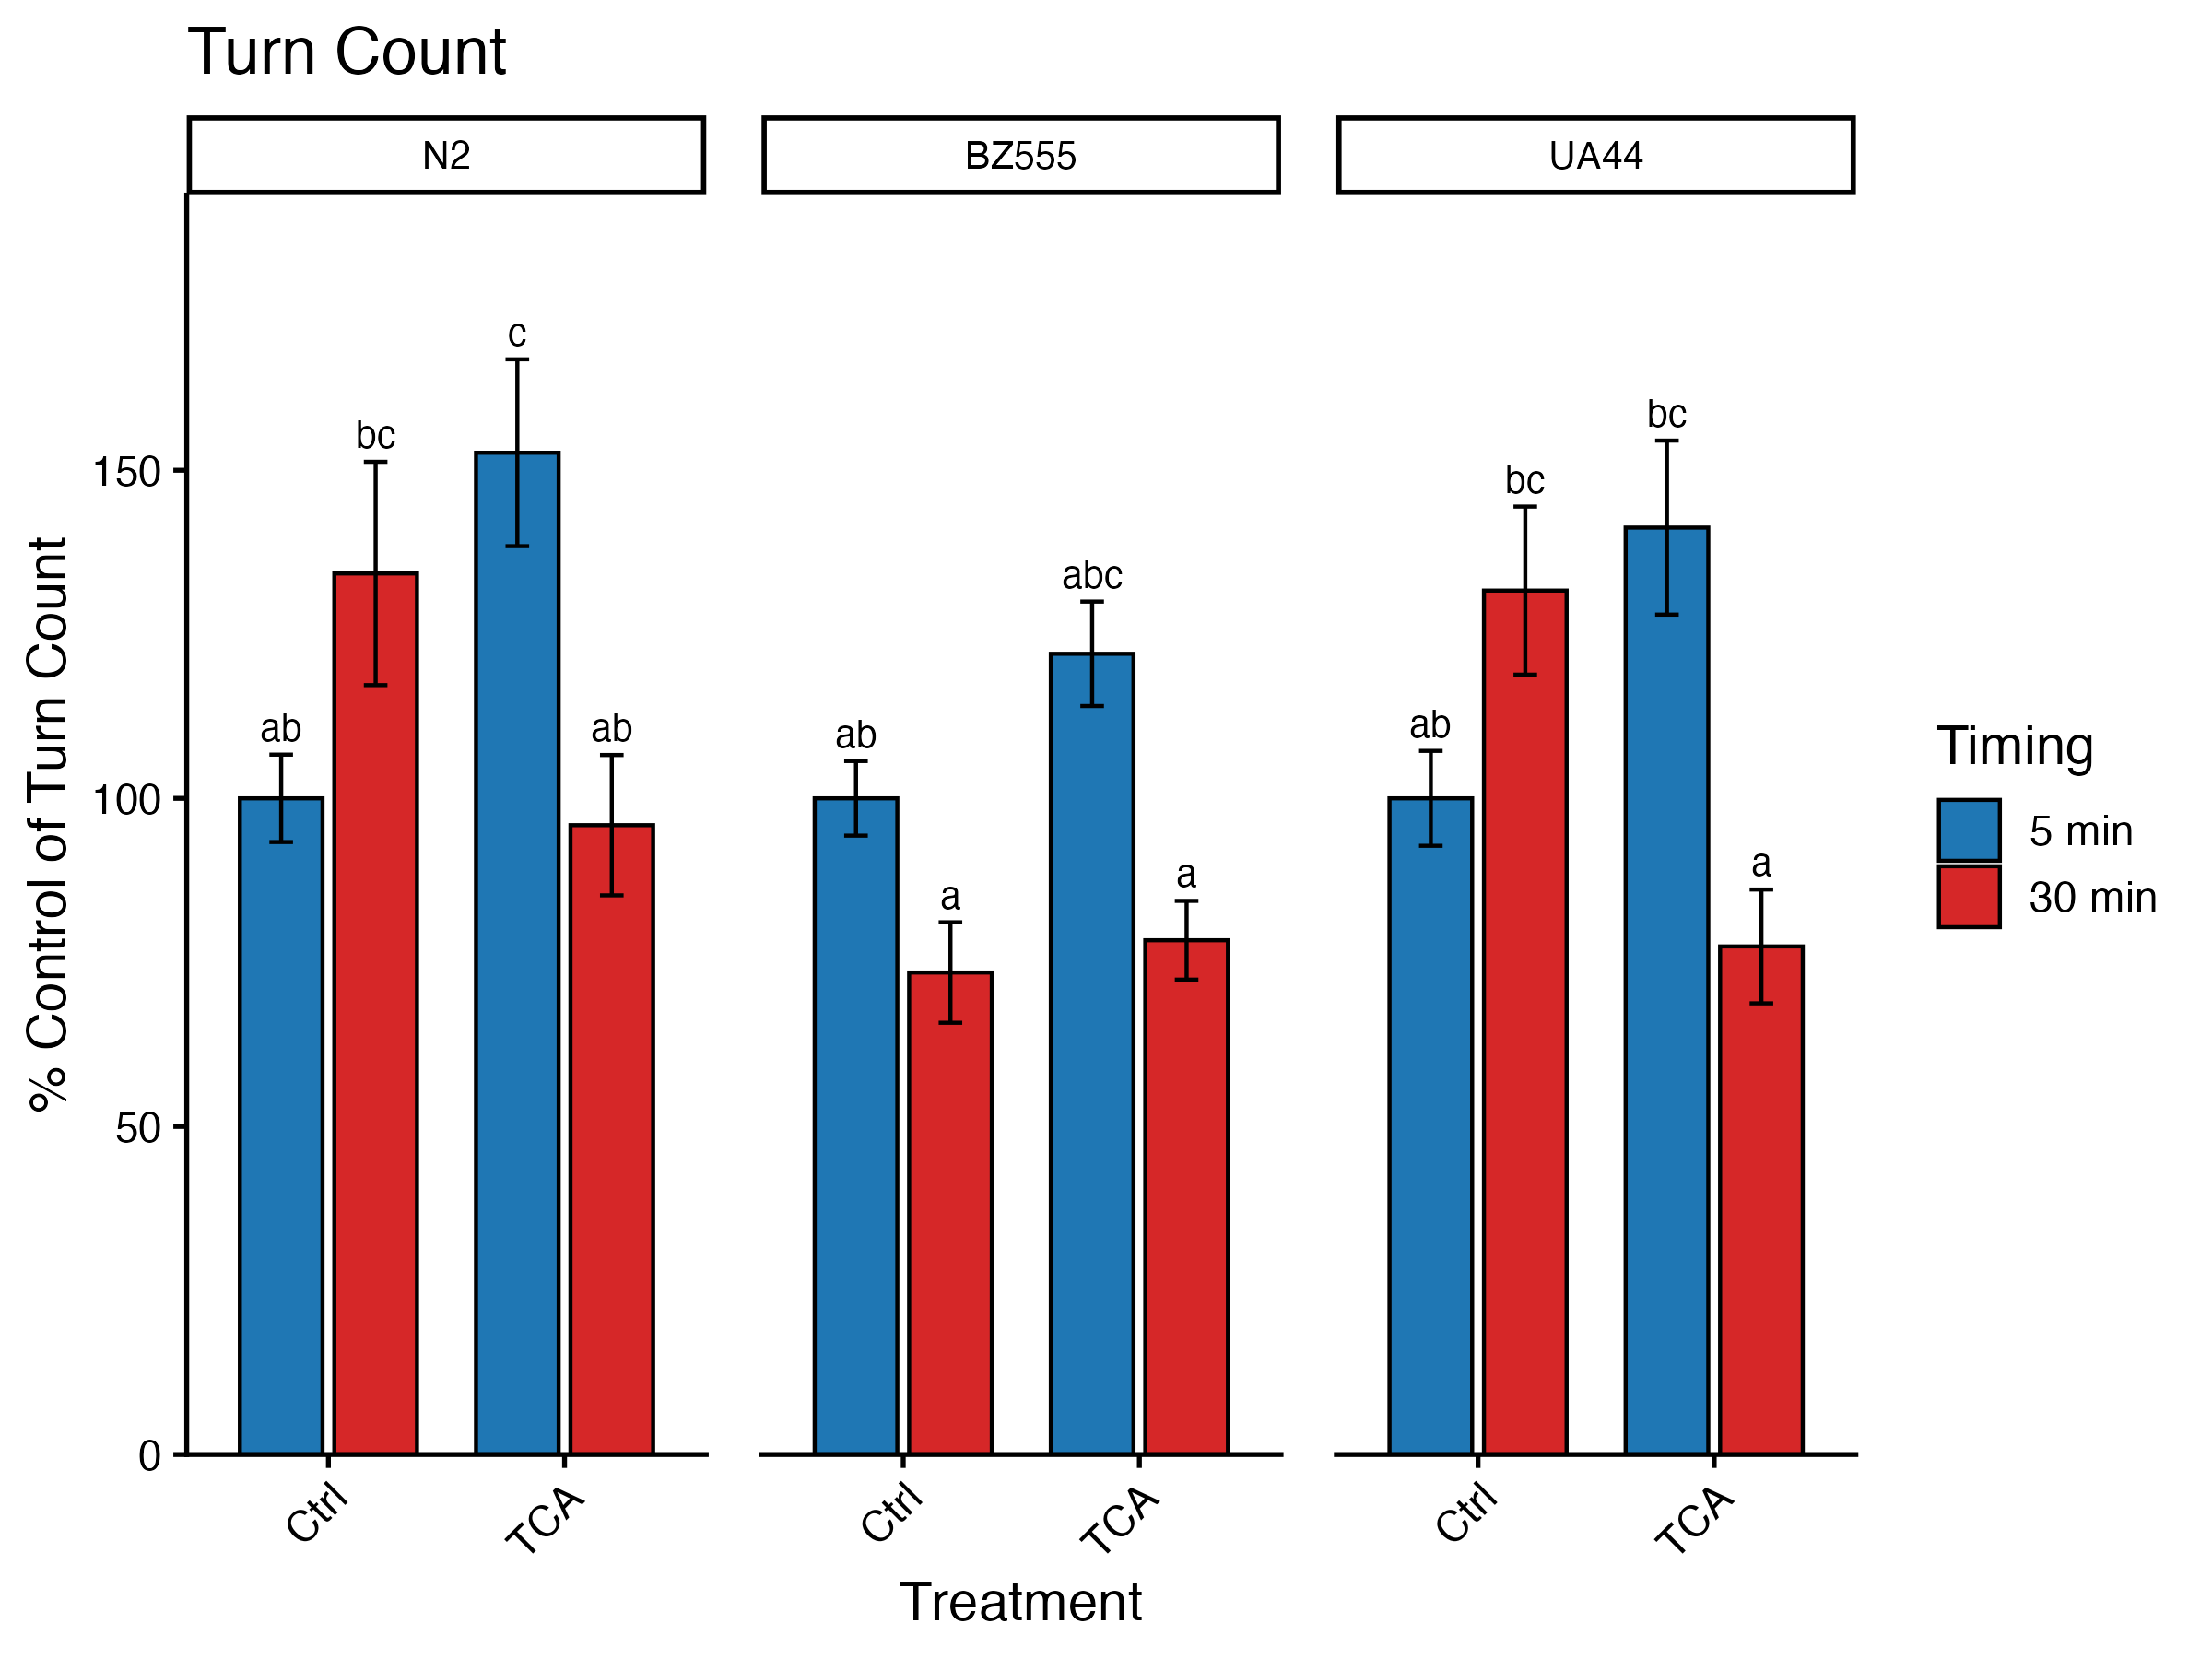 Turn Count
N2
BZ555
UA44
% Control of Turn Count
150
100
50
0
ab
bc
c
ab
ab
a
abc
a
ab
bc
bc
a
Ctrl
TCA
Ctrl
TCA
Ctrl
TCA
Treatment
Timing
5 min
30 min